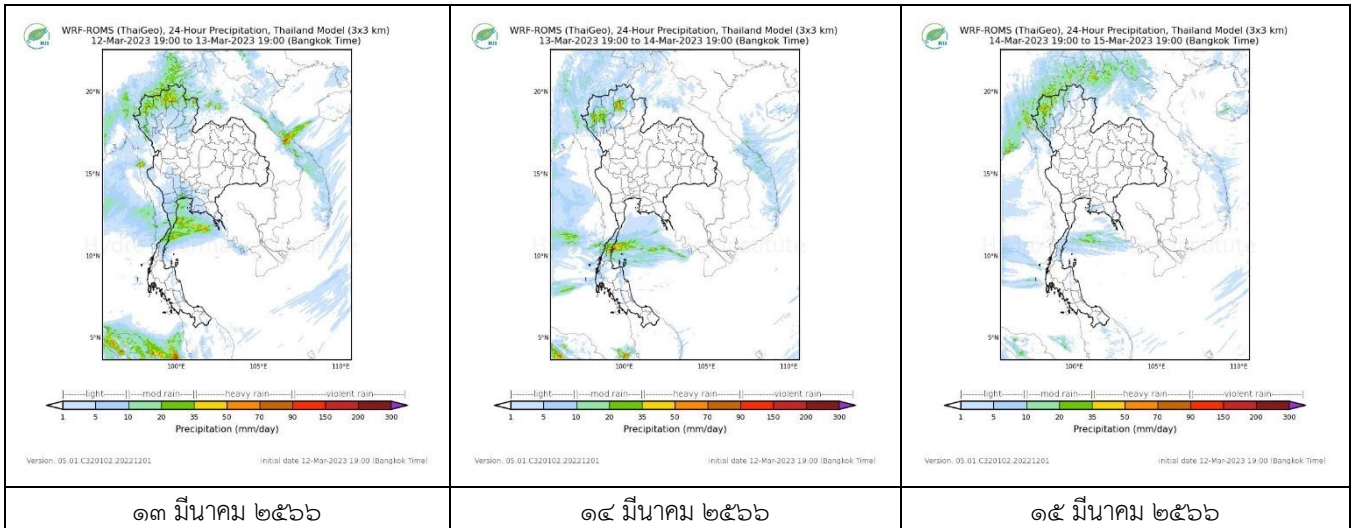 WRF-ROMS (ThaiGeo), 24-Hour Precipitation, Thailand Model (3x3 km)
12-Mar-2023 19:00 to 13-Mar-2023 19:00 (Bangkok Time)
HII
20°N
15°N
10°N
5°N
100°E 105°E 110°E
|------light------||---mod.rain---||------heavy rain------||------violent rain------|
1 5 10 20 35 50 70 90 150 200 300
Precipitation (mm/day)
Version: 05.01.C320102.20221201 initial date 12-Mar-2023 19:00 (Bangkok Time)
๑๓ มีนาคม ๒๕๖๖
WRF-ROMS (ThaiGeo), 24-Hour Precipitation, Thailand Model (3x3 km)
13-Mar-2023 19:00 to 14-Mar-2023 19:00 (Bangkok Time)
HII
20°N
15°N
10°N
5°N
100°E 105°E 110°E
|------light------||---mod.rain---||------heavy rain------||------violent rain------|
1 5 10 20 35 50 70 90 150 200 300
Precipitation (mm/day)
Version: 05.01.C320102.20221201 initial date 12-Mar-2023 19:00 (Bangkok Time)
๑๔ มีนาคม ๒๕๖๖
WRF-ROMS (ThaiGeo), 24-Hour Precipitation, Thailand Model (3x3 km)
14-Mar-2023 19:00 to 15-Mar-2023 19:00 (Bangkok Time)
HII
20°N
15°N
10°N
5°N
100°E 105°E 110°E
|------light------||---mod.rain---||------heavy rain------||------violent rain------|
1 5 10 20 35 50 70 90 150 200 300
Precipitation (mm/day)
Version: 05.01.C320102.20221201 initial date 12-Mar-2023 19:00 (Bangkok Time)
๑๕ มีนาคม ๒๕๖๖